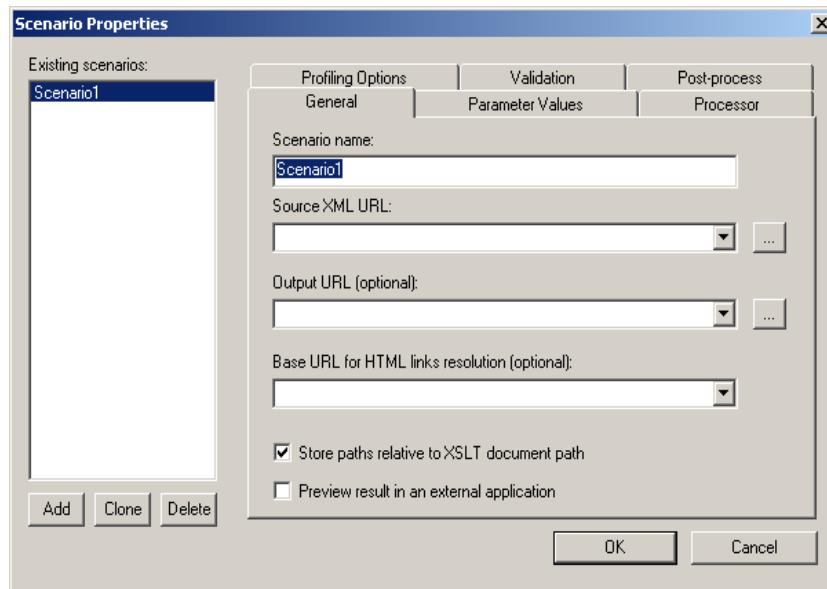 Scenario Properties
Existing scenarios:
Scenario1
Add Clone Delete
Profiling Options Validation Post-process
General Parameter Values Processor
Scenario name:
Scenario1
Source XML URL:
...
Output URL (optional):
...
Base URL for HTML links resolution (optional):
Store paths relative to XSLT document path
Preview result in an external application
OK Cancel